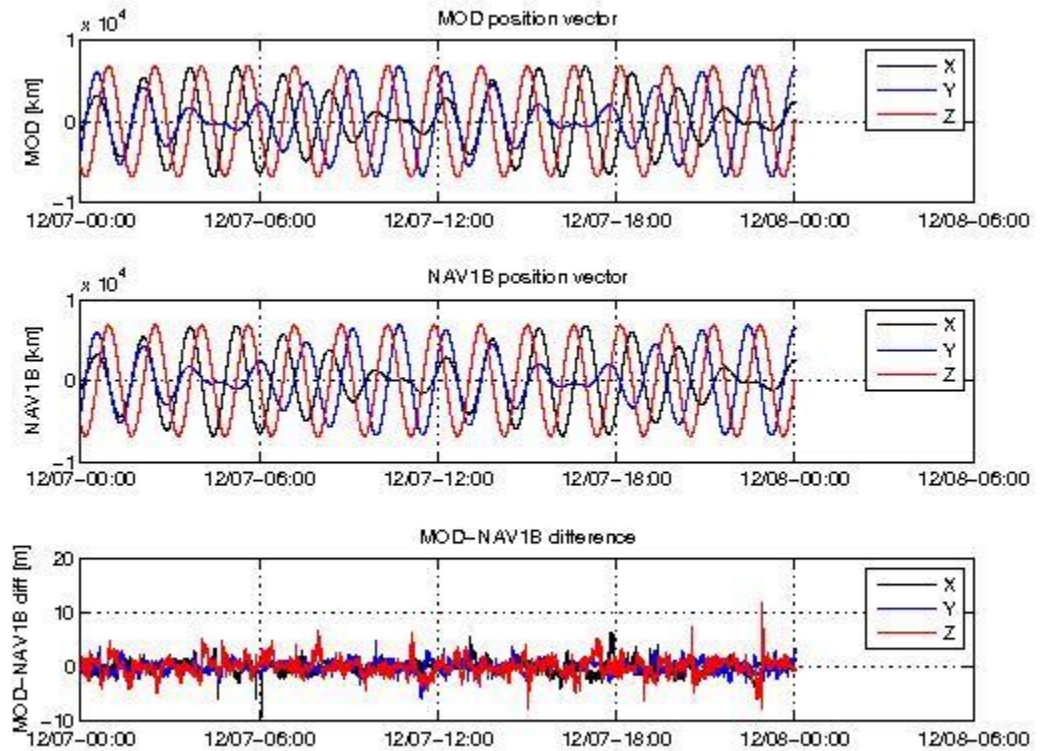 MOD position vector
x 10^4
1
0
−1
MOD [km]
X
Y
Z
12/07−00:00 12/07−06:00 12/07−12:00 12/07−18:00 12/08−00:00 12/08−06:00
NAV1B position vector
x 10^4
1
0
−1
NAV1B [km]
X
Y
Z
12/07−00:00 12/07−06:00 12/07−12:00 12/07−18:00 12/08−00:00 12/08−06:00
MOD−NAV1B difference
20
10
0
−10
MOD−NAV1B diff [m]
X
Y
Z
12/07−00:00 12/07−06:00 12/07−12:00 12/07−18:00 12/08−00:00 12/08−06:00